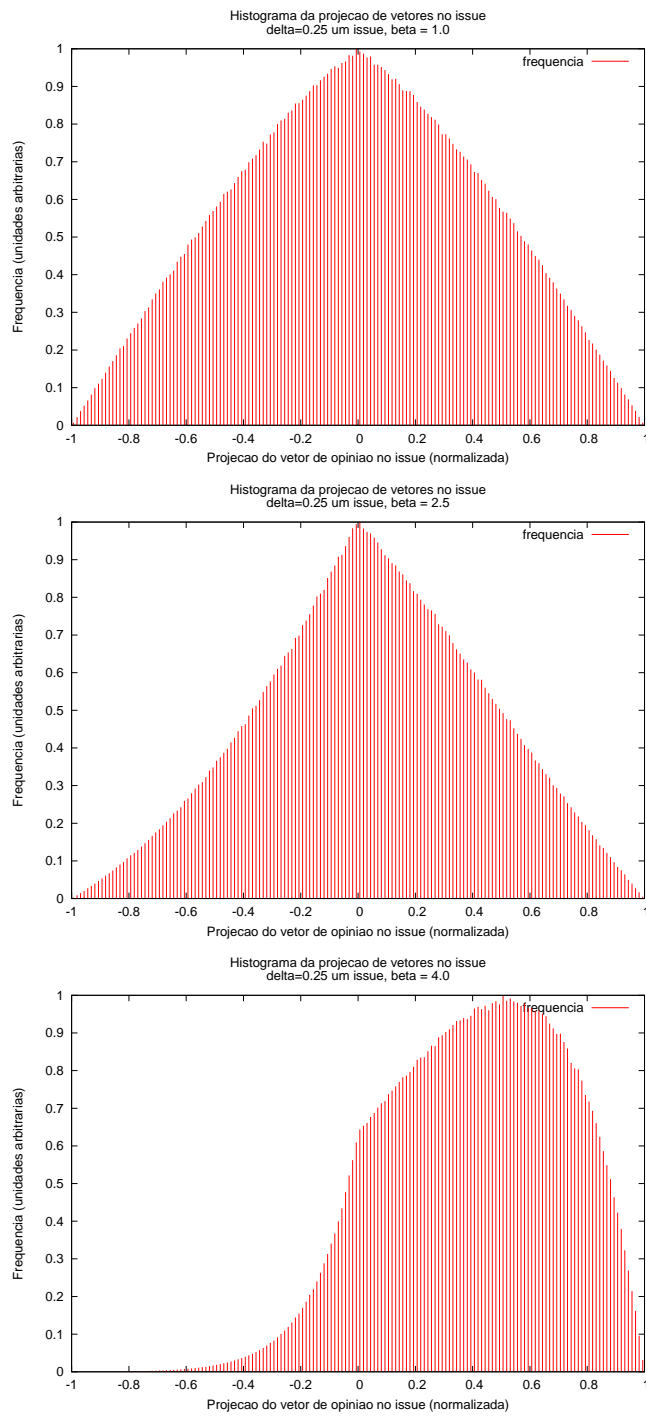 Histograma da projecao de vetores no issue
delta=0.25 um issue, beta = 1.0
frequencia
Frequencia (unidades arbitrarias)
1
0.9
0.8
0.7
0.6
0.5
0.4
0.3
0.2
0.1
0
-1 -0.8 -0.6 -0.4 -0.2 0 0.2 0.4 0.6 0.8 1
Projecao do vetor de opiniao no issue (normalizada)
Histograma da projecao de vetores no issue
delta=0.25 um issue, beta = 2.5
frequencia
Frequencia (unidades arbitrarias)
1
0.9
0.8
0.7
0.6
0.5
0.4
0.3
0.2
0.1
0
-1 -0.8 -0.6 -0.4 -0.2 0 0.2 0.4 0.6 0.8 1
Projecao do vetor de opiniao no issue (normalizada)
Histograma da projecao de vetores no issue
delta=0.25 um issue, beta = 4.0
frequencia
Frequencia (unidades arbitrarias)
1
0.9
0.8
0.7
0.6
0.5
0.4
0.3
0.2
0.1
0
-1 -0.8 -0.6 -0.4 -0.2 0 0.2 0.4 0.6 0.8 1
Projecao do vetor de opiniao no issue (normalizada)